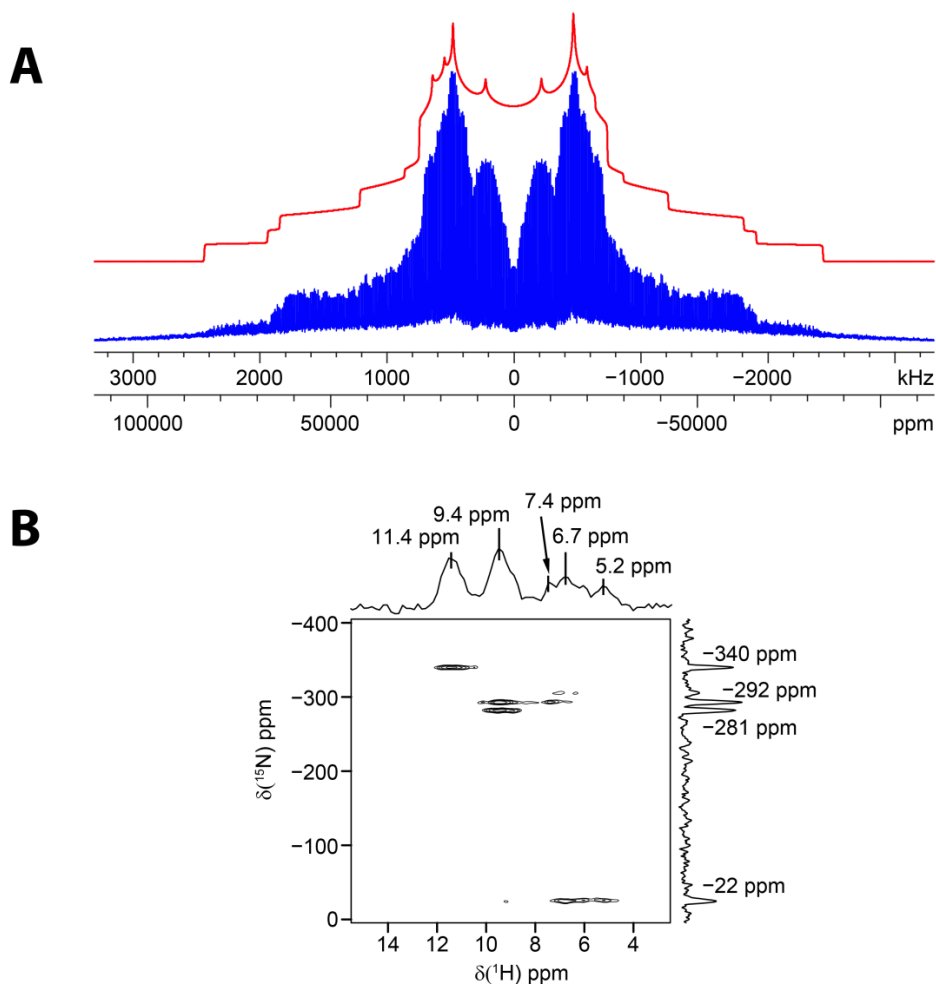 A
3000 2000 1000 0 −1000 −2000 kHz
100000 50000 0 −50000 ppm
B
7.4 ppm
9.4 ppm
6.7 ppm
11.4 ppm
5.2 ppm
−400
−340 ppm
−300
−292 ppm
−281 ppm
−200
−100
−22 ppm
0
δ(¹⁵N) ppm
14 12 10 8 6 4
δ(¹H) ppm